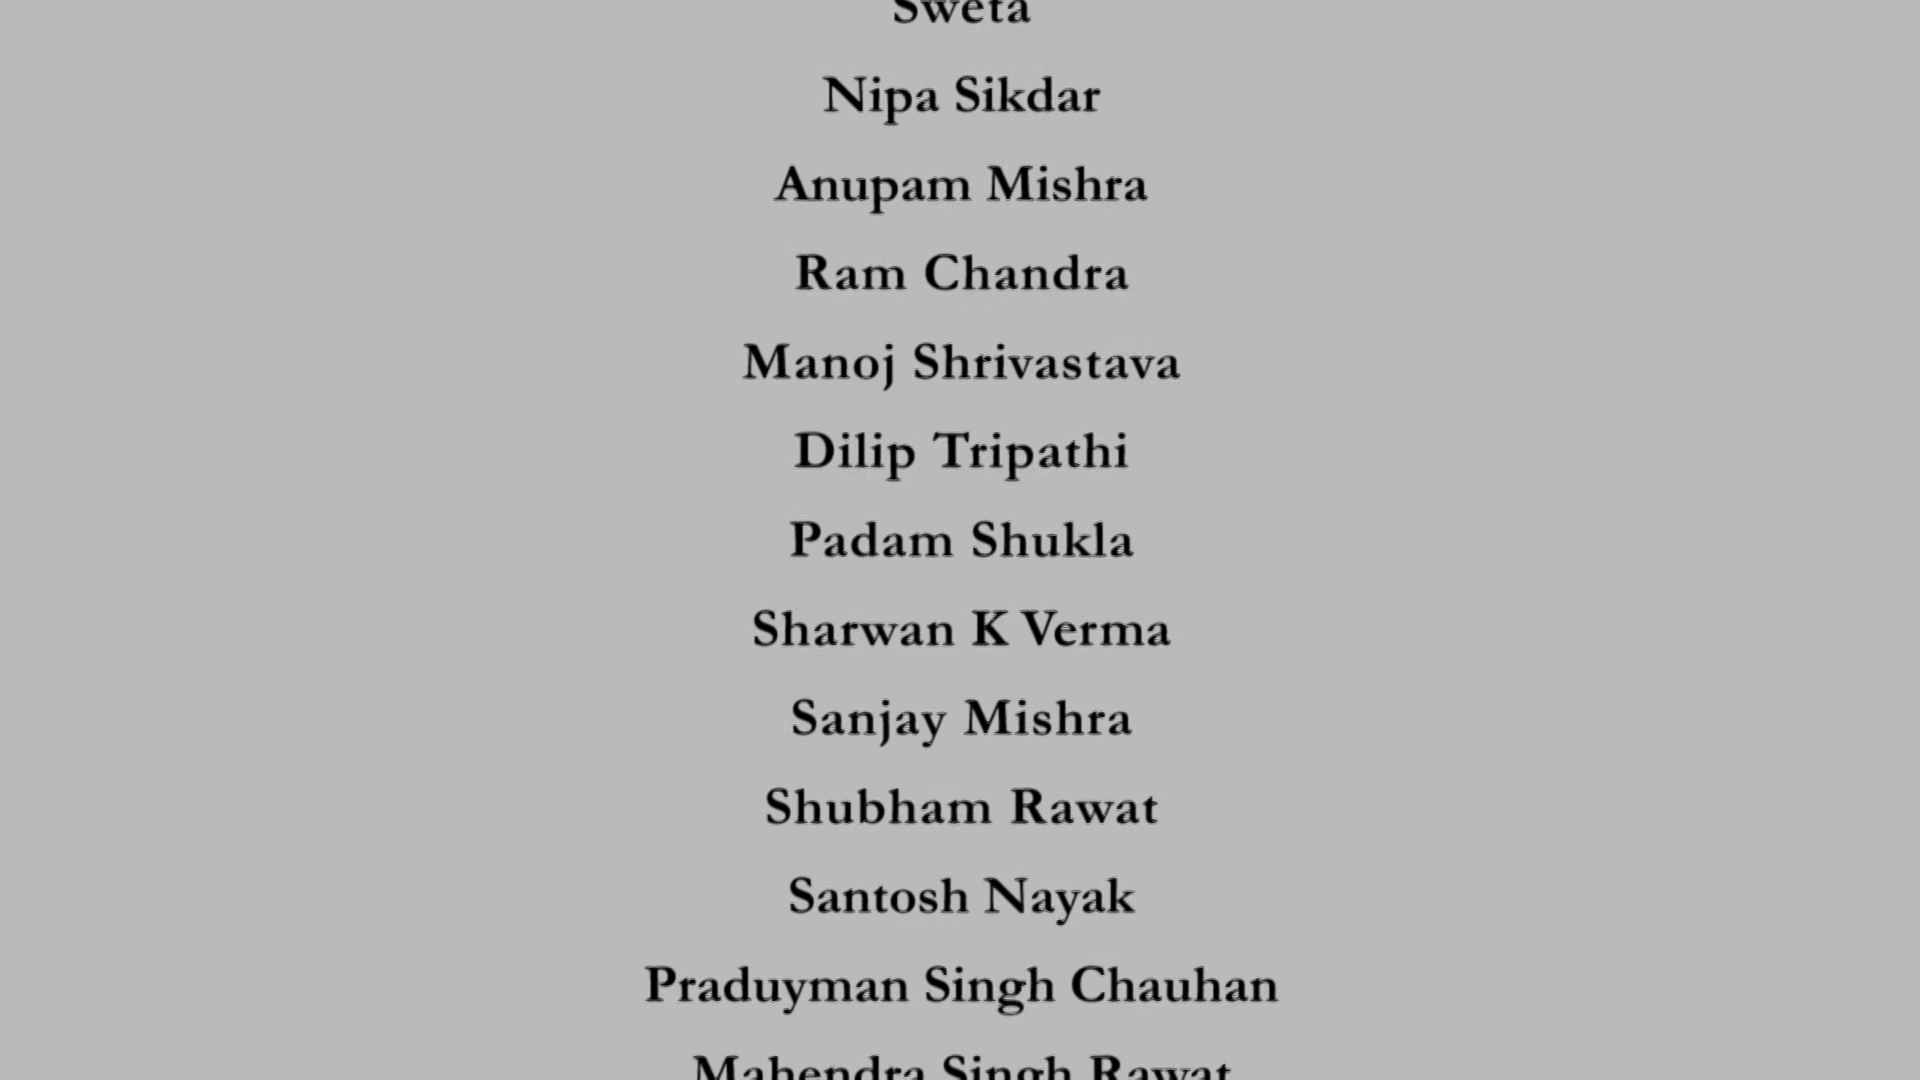 Sweta
Nipa Sikdar
Anupam Mishra
Ram Chandra
Manoj Shrivastava
Dilip Tripathi
Padam Shukla
Sharwan K Verma
Sanjay Mishra
Shubham Rawat
Santosh Nayak
Praduyman Singh Chauhan
Mahendra Singh Rawat